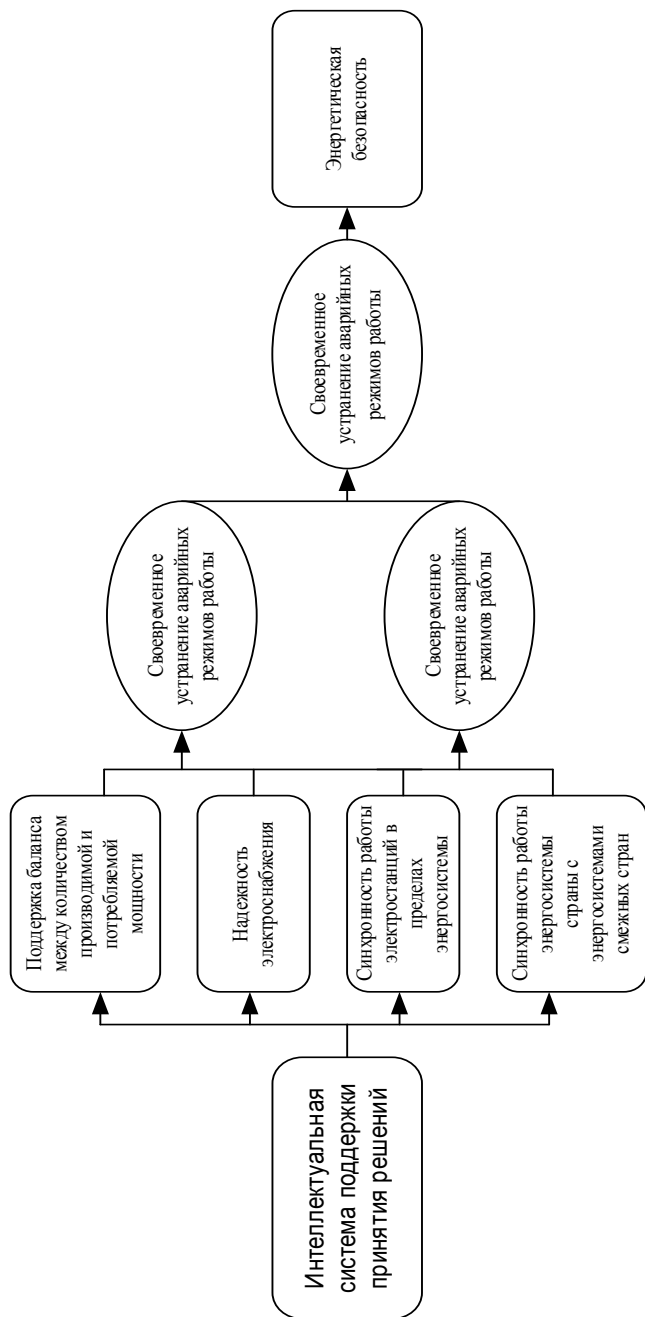 Интеллектуальная
система поддержки
принятия решений
Поддержка баланса
между количеством
производимой и
потребляемой
мощности
Надежность
электроснабжения
Синхронность работы
электростанций в
пределах
энергосистемы
Синхронность работы
энергосистемы
страны с
энергосистемами
смежных стран
Своевременное
устранение аварийных
режимов работы
Своевременное
устранение аварийных
режимов работы
Своевременное
устранение аварийных
режимов работы
Энергетическая
безопасность